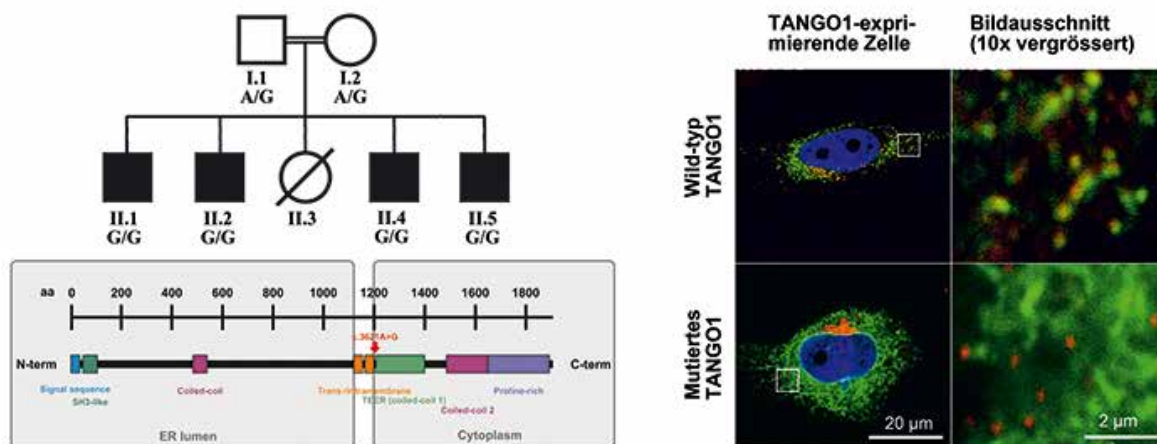 I.1
A/G
I.2
A/G
II.1
G/G
II.2
G/G
II.3
II.4
G/G
II.5
G/G
aa 0 200 400 600 800 1000 1200 1400 1600 1800
N-term
C-term
Signal sequence
SH3-like
Coiled-coil
TEER (coiled-coil 1)
Coiled-coil 2
Proline-rich
ER lumen
Cytoplasm
TANGO1-expri-
mierende Zelle
Bildausschnitt
(10x vergrössert)
Wild-typ
TANGO1
Mutiertes
TANGO1
20 µm
2 µm